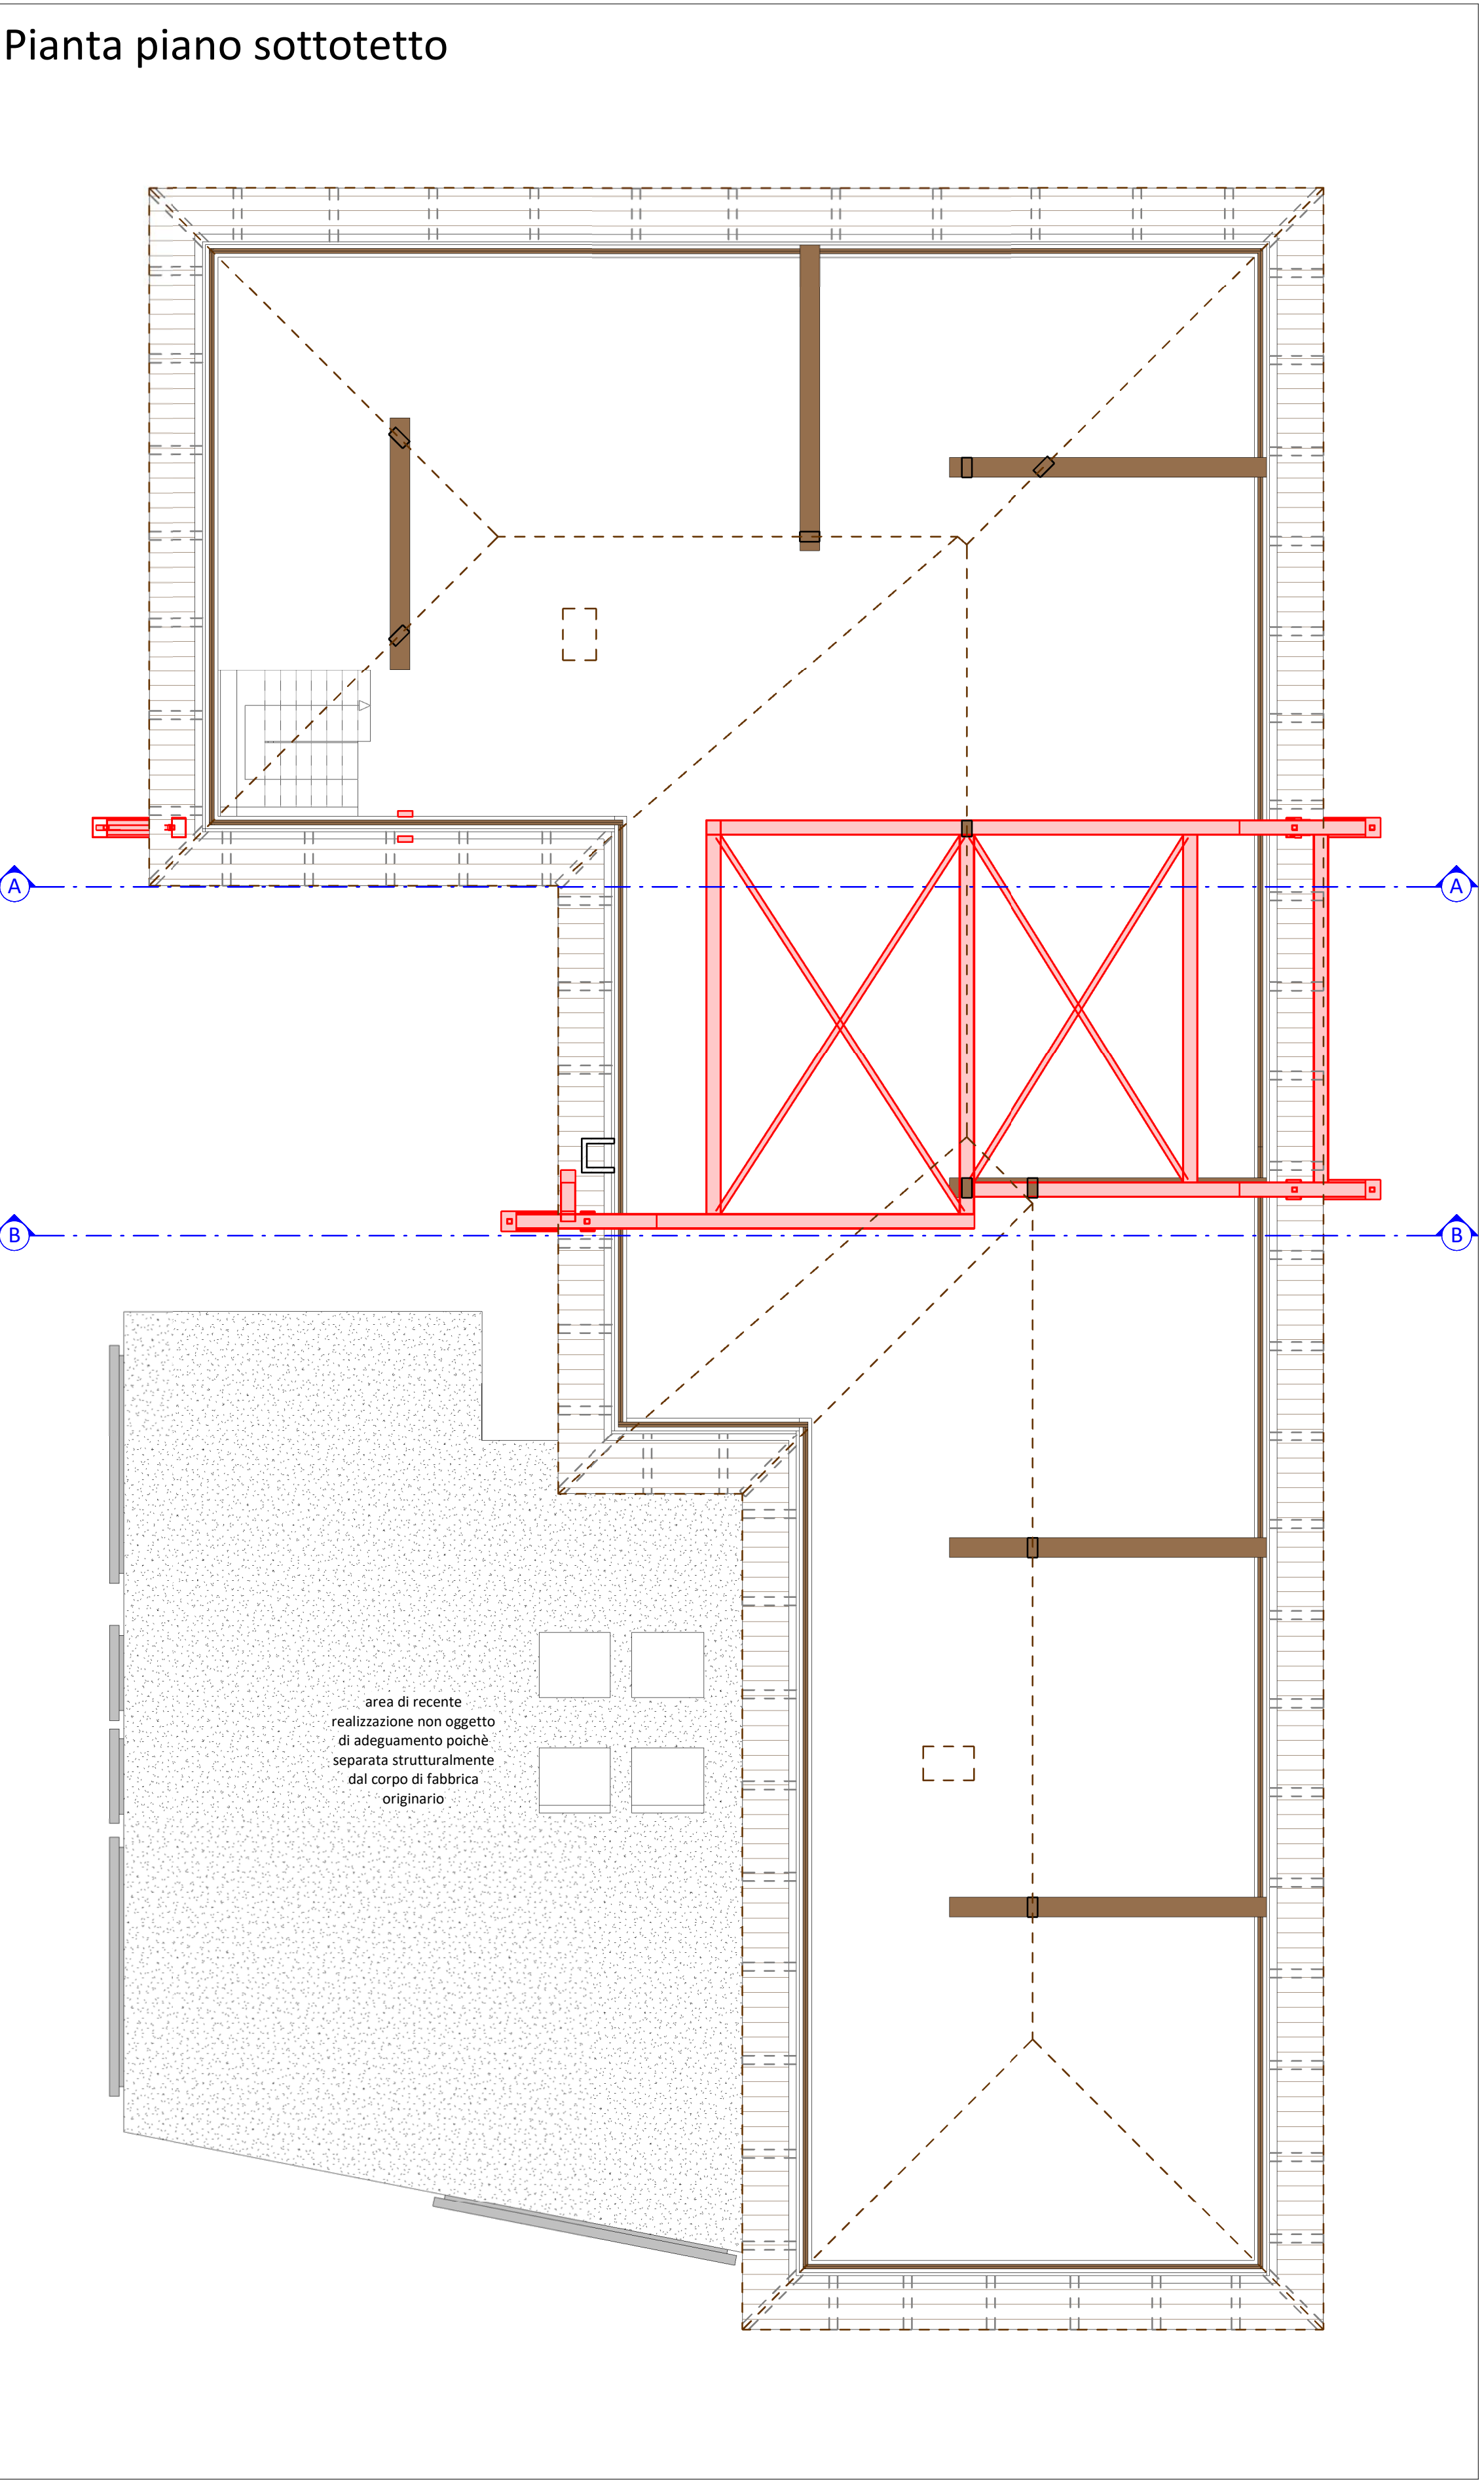 Pianta piano sottotetto
A
A
B
B
area di recente
realizzazione non oggetto
di adeguamento poichè
separata strutturalmente
dal corpo di fabbrica
originario